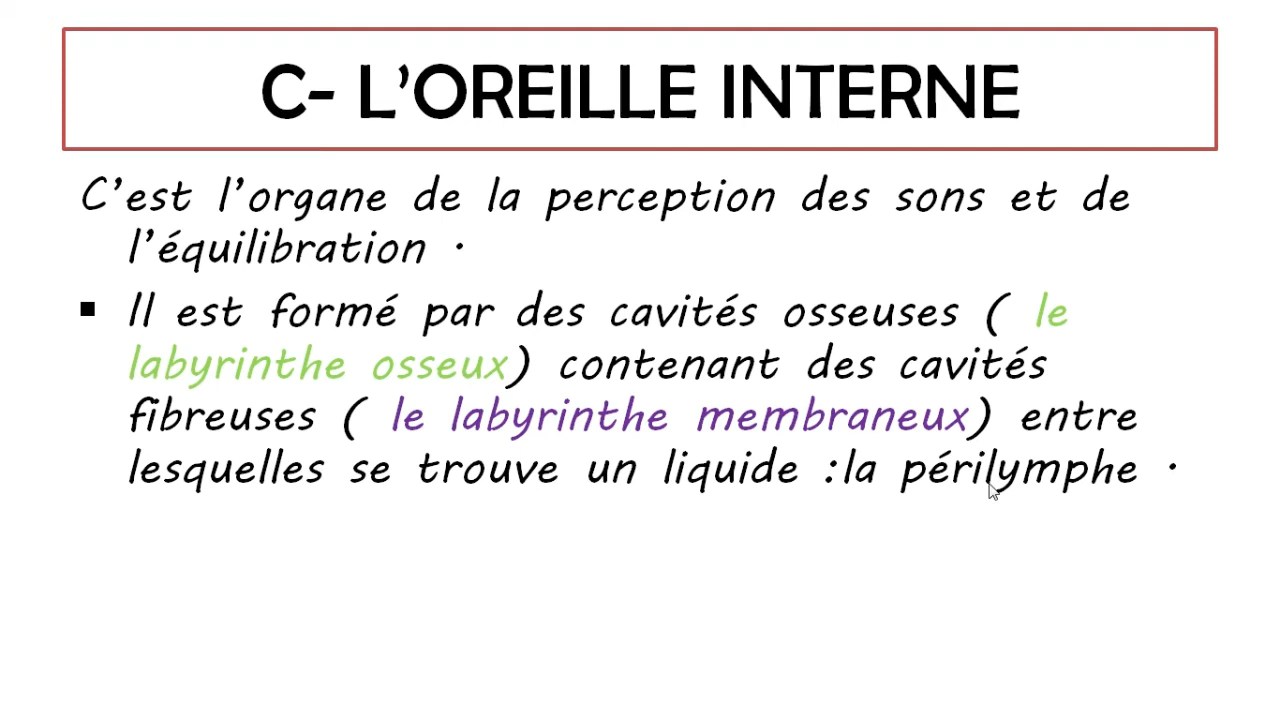 C- L’OREILLE INTERNE
C’est l’organe de la perception des sons et de
l’équilibration .
▪ Il est formé par des cavités osseuses ( le
labyrinthe osseux) contenant des cavités
fibreuses ( le labyrinthe membraneux) entre
lesquelles se trouve un liquide :la périlymphe .